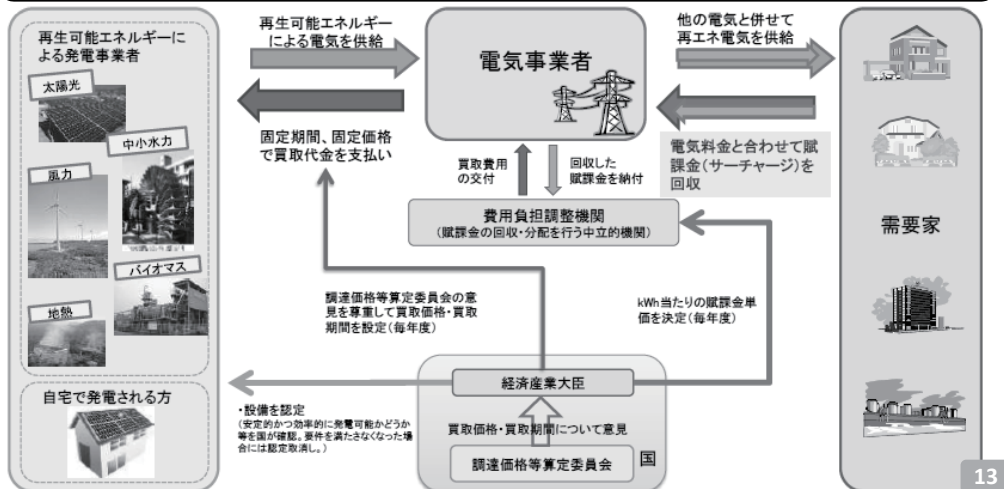 再生可能エネルギーに
よる発電事業者
太陽光
中小水力
風力
バイオマス
地熱
自宅で発電される方
再生可能エネルギー
による電気を供給
固定期間、固定価格
で買取代金を支払い
電気事業者
他の電気と併せて
再エネ電気を供給
電気料金と合わせて賦
課金(サーチャージ)を
回収
買取費用
の交付
回収した
賦課金を納付
費用負担調整機関
(賦課金の回収・分配を行う中立的機関)
需要家
調達価格等算定委員会の意
見を尊重して買取価格・買取
期間を設定(毎年度)
kWh当たりの賦課金単
価を決定(毎年度)
経済産業大臣
・設備を認定
(安定的かつ効率的に発電可能かどうか
等を国が確認。要件を満たさなくなった場
合には認定取消し。)
買取価格・買取期間について意見
調達価格等算定委員会
国
13